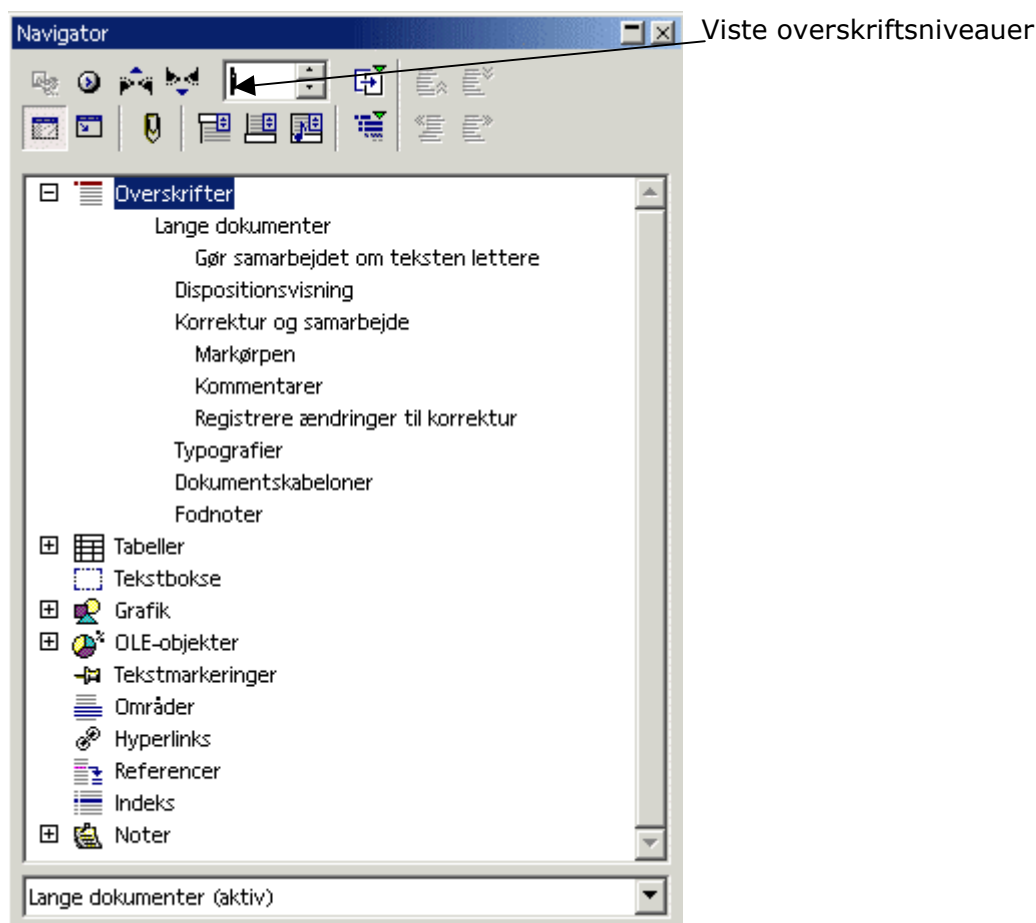 Navigator
Viste overskriftsniveauer
Overskrifter
Lange dokumenter
Gør samarbejdet om teksten lettere
Dispositionsvisning
Korrektur og samarbejde
Markørpen
Kommentarer
Registrere ændringer til korrektur
Typografier
Dokumentskabeloner
Fodnoter
Tabeller
Tekstbokse
Grafik
OLE-objekter
Tekstmarkeringer
Områder
Hyperlinks
Referencer
Indeks
Noter
Lange dokumenter (aktiv)